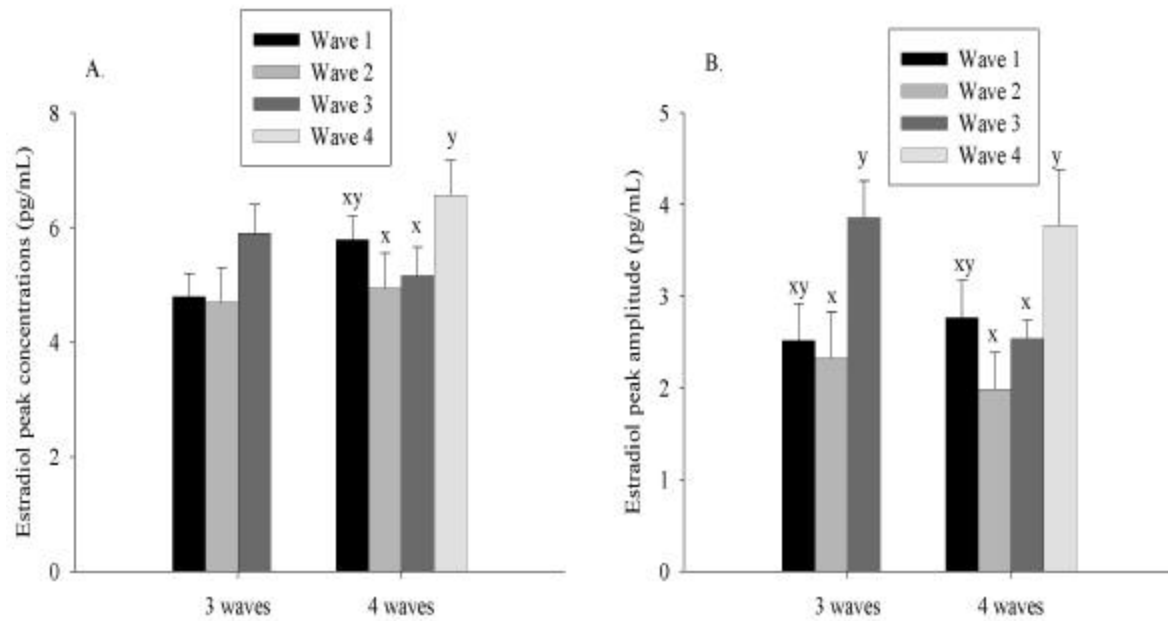 A.
Wave 1
Wave 2
Wave 3
Wave 4
Estradiol peak concentrations (pg/mL)
8
6
4
2
0
xy
x
x
y
3 waves
4 waves
B.
Wave 1
Wave 2
Wave 3
Wave 4
Estradiol peak amplitude (pg/mL)
5
4
3
2
1
0
xy
x
y
xy
x
x
y
3 waves
4 waves